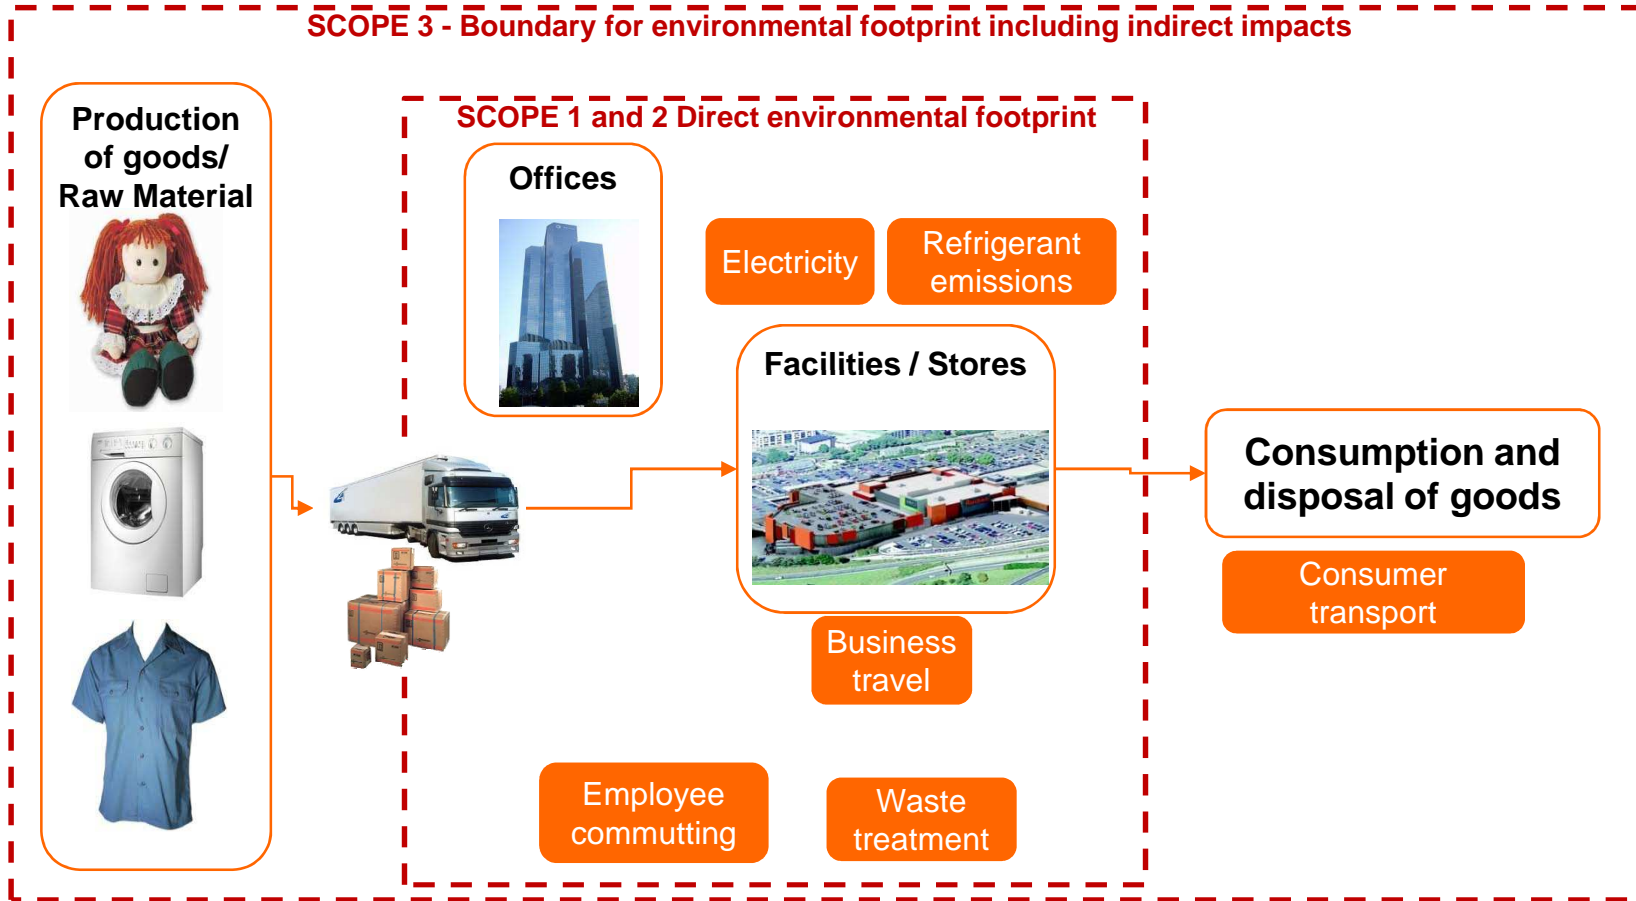 SCOPE 3 - Boundary for environmental footprint including indirect impacts
Production
of goods/
Raw Material
SCOPE 1 and 2 Direct environmental footprint
Offices
Electricity
Refrigerant
emissions
Facilities / Stores
Consumption and
disposal of goods
Consumer
transport
Business
travel
Employee
commutting
Waste
treatment